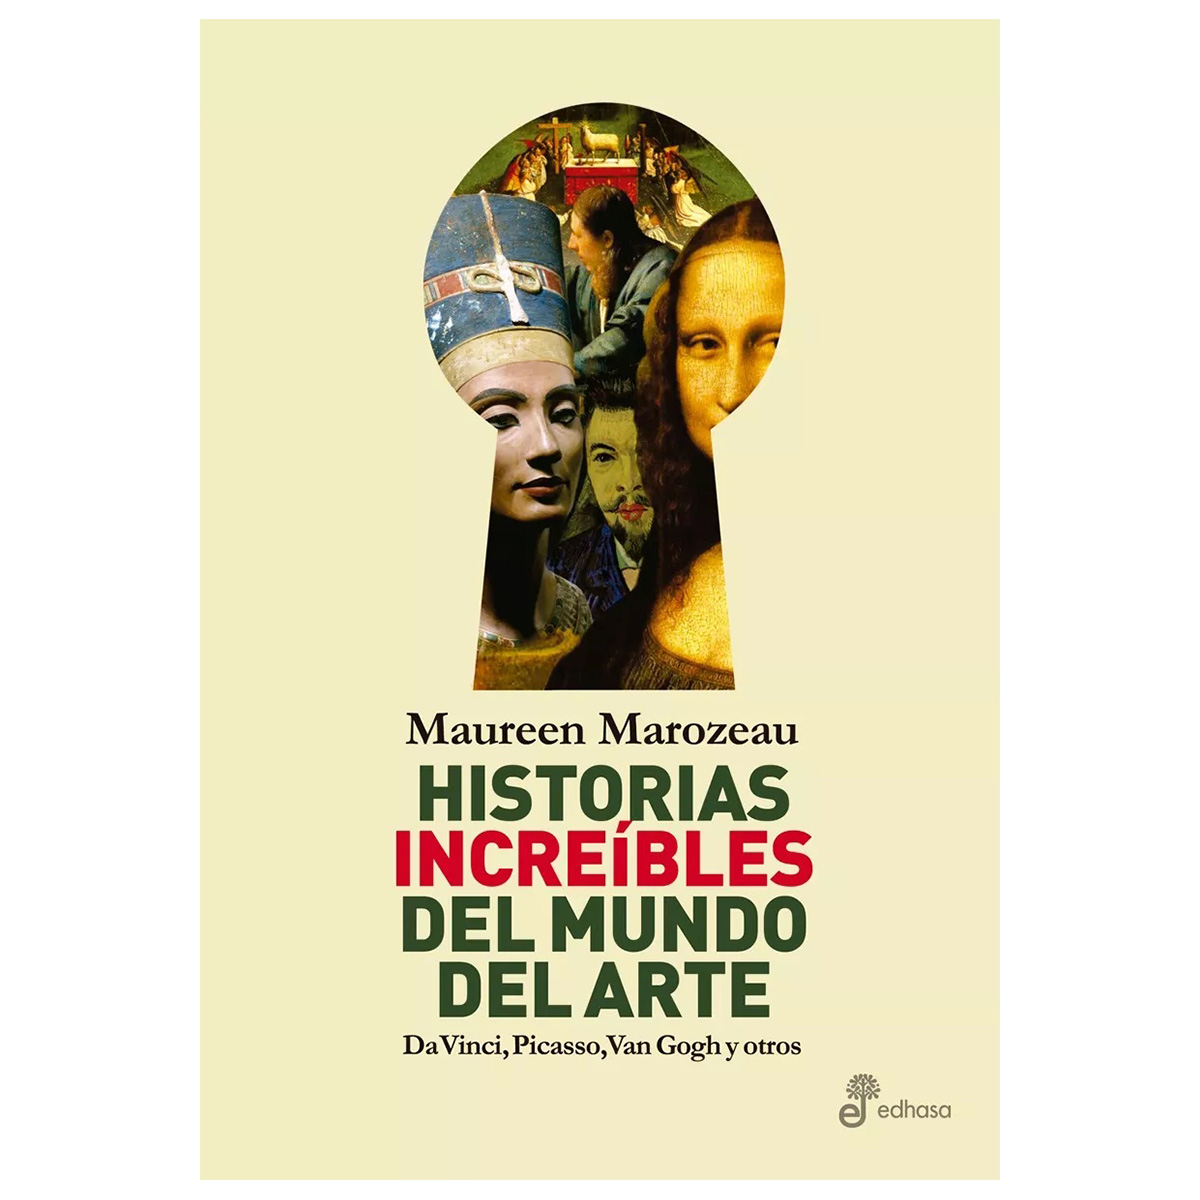 Maureen Marozeau
HISTORIAS
INCREÍBLES
DEL MUNDO
DEL ARTE
Da Vinci, Picasso, Van Gogh y otros
edhasa